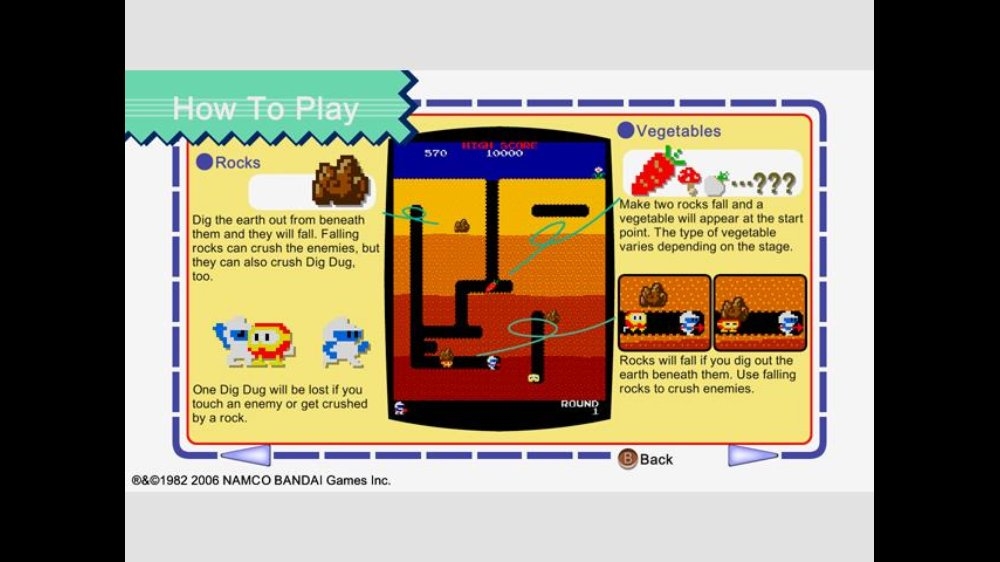 How To Play
Rocks
Dig the earth out from beneath
them and they will fall. Falling
rocks can crush the enemies, but
they can also crush Dig Dug,
too.
One Dig Dug will be lost if you
touch an enemy or get crushed
by a rock.
HIGH SCORE
570 10000
ROUND
1
Vegetables
...???
Make two rocks fall and a
vegetable will appear at the start
point. The type of vegetable
varies depending on the stage.
Rocks will fall if you dig out the
earth beneath them. Use falling
rocks to crush enemies.
B Back
®&©1982 2006 NAMCO BANDAI Games Inc.